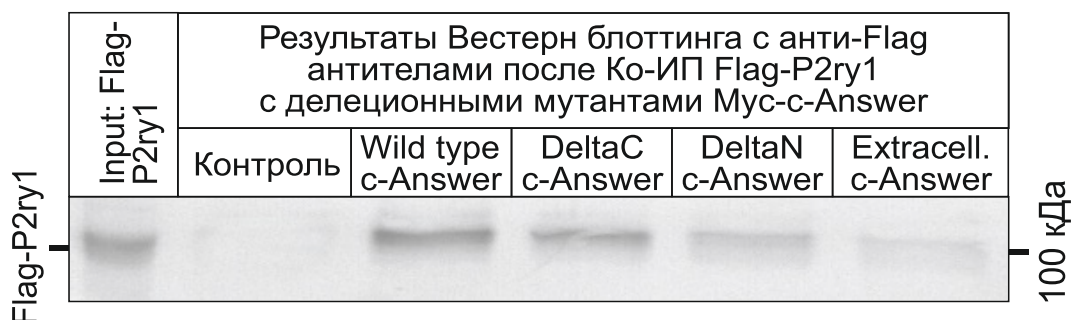 Input: Flag-
P2ry1
Результаты Вестерн блоттинга с анти-Flag
антителами после Ко-ИП Flag-P2ry1
с делеционными мутантами Myc-c-Answer
Контроль
Wild type
c-Answer
DeltaC
c-Answer
DeltaN
c-Answer
Extracell.
c-Answer
Flag-P2ry1
100 кДа